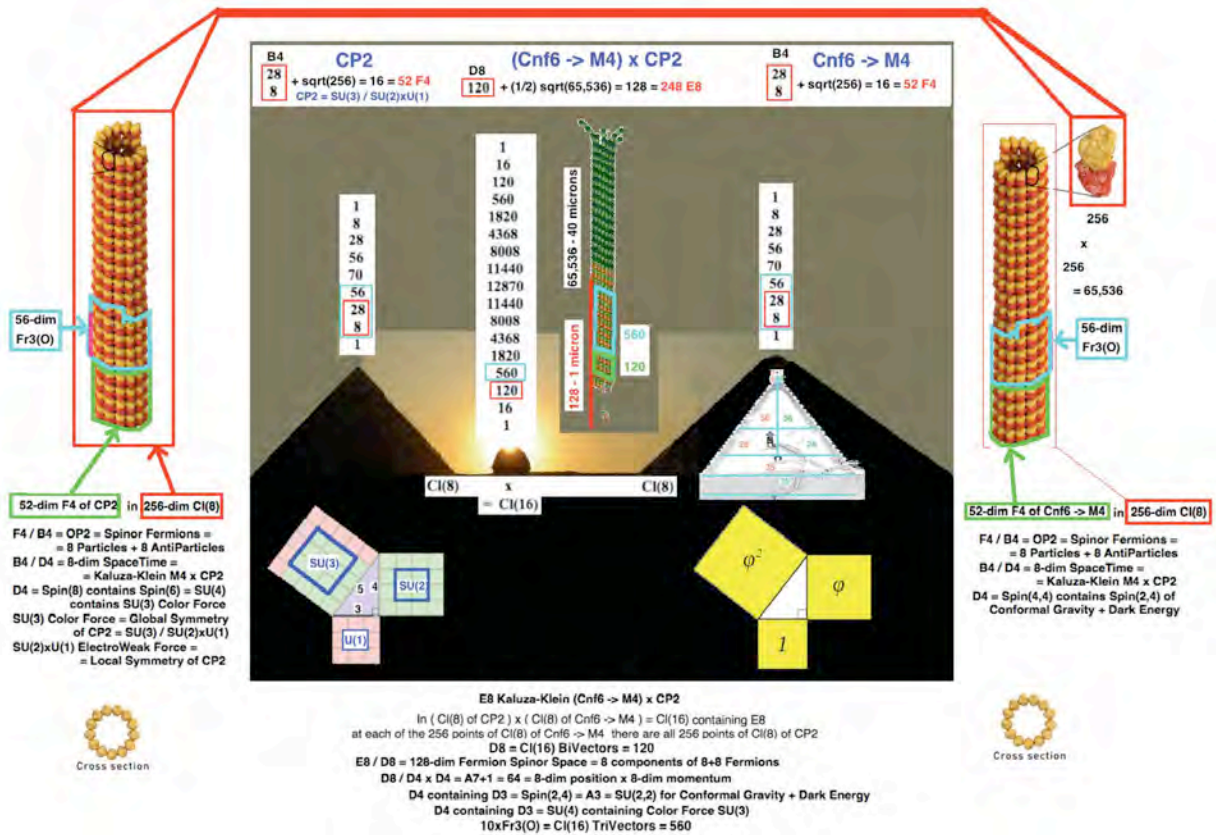 B4
CP2
28
8
+ sqrt(256) = 16 = 52 F4
CP2 = SU(3) / SU(2)xU(1)
(Cnf6 -> M4) x CP2
D8
120
+ (1/2) sqrt(65,536) = 128 = 248 E8
B4
Cnf6 -> M4
28
8
+ sqrt(256) = 16 = 52 F4
1
8
28
56
70
56
28
8
1
1
16
120
560
1820
4368
8008
11440
12870
11440
8008
4368
1820
560
120
16
1
65,536 - 40 microns
128 - 1 micron
560
120
1
8
28
56
70
56
28
8
1
256
x
256
= 65,536
56-dim
Fr3(O)
56-dim
Fr3(O)
Cl(8) x Cl(8)
= Cl(16)
52-dim F4 of CP2 in 256-dim Cl(8)
F4 / B4 = OP2 = Spinor Fermions =
= 8 Particles + 8 AntiParticles
B4 / D4 = 8-dim SpaceTime =
= Kaluza-Klein M4 x CP2
D4 = Spin(8) contains Spin(6) = SU(4)
contains SU(3) Color Force
SU(3) Color Force = Global Symmetry
of CP2 = SU(3) / SU(2)xU(1)
SU(2)xU(1) ElectroWeak Force =
= Local Symmetry of CP2
Cross section
SU(3)
5
4
3
SU(2)
U(1)
φ²
φ
1
52-dim F4 of Cnf6 -> M4 in 256-dim Cl(8)
F4 / B4 = OP2 = Spinor Fermions =
= 8 Particles + 8 AntiParticles
B4 / D4 = 8-dim SpaceTime =
= Kaluza-Klein M4 x CP2
D4 = Spin(4,4) contains Spin(2,4) of
Conformal Gravity + Dark Energy
Cross section
E8 Kaluza-Klein (Cnf6 -> M4) x CP2
In ( Cl(8) of CP2 ) x ( Cl(8) of Cnf6 -> M4 ) = Cl(16) containing E8
at each of the 256 points of Cl(8) of Cnf6 -> M4 there are all 256 points of Cl(8) of CP2
D8 = Cl(16) BiVectors = 120
E8 / D8 = 128-dim Fermion Spinor Space = 8 components of 8+8 Fermions
D8 / D4 x D4 = A7+1 = 64 = 8-dim position x 8-dim momentum
D4 containing D3 = Spin(2,4) = A3 = SU(2,2) for Conformal Gravity + Dark Energy
D4 containing D3 = SU(4) containing Color Force SU(3)
10xFr3(O) = Cl(16) TriVectors = 560